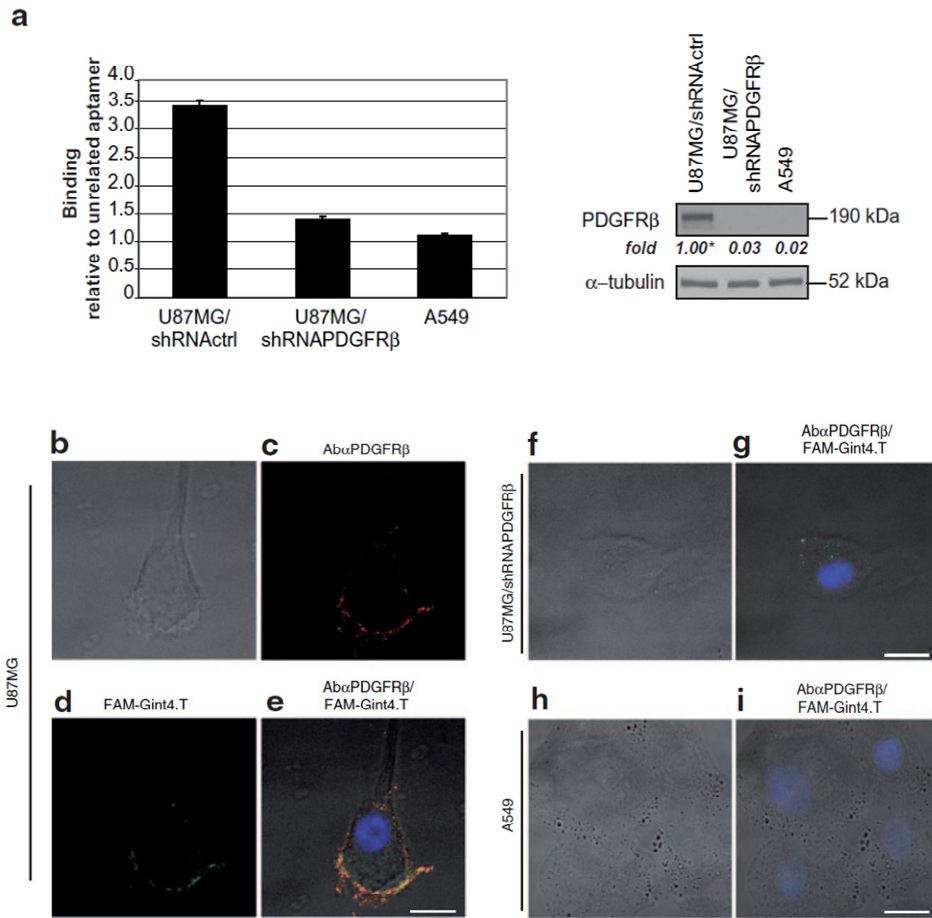 a
Binding
relative to unrelated aptamer
4.0
3.5
3.0
2.5
2.0
1.5
1.0
0.5
0
U87MG/
shRNActrl
U87MG/
shRNAPDGFRβ
A549
U87MG/shRNActrl
U87MG/
shRNAPDGFRβ
A549
PDGFRβ
190 kDa
fold 1.00* 0.03 0.02
α–tubulin
52 kDa
b
c
AbαPDGFRβ
U87MG
d
FAM-Gint4.T
e
AbαPDGFRβ/
FAM-Gint4.T
f
g
AbαPDGFRβ/
FAM-Gint4.T
U87MG/shRNAPDGFRβ
h
i
AbαPDGFRβ/
FAM-Gint4.T
A549